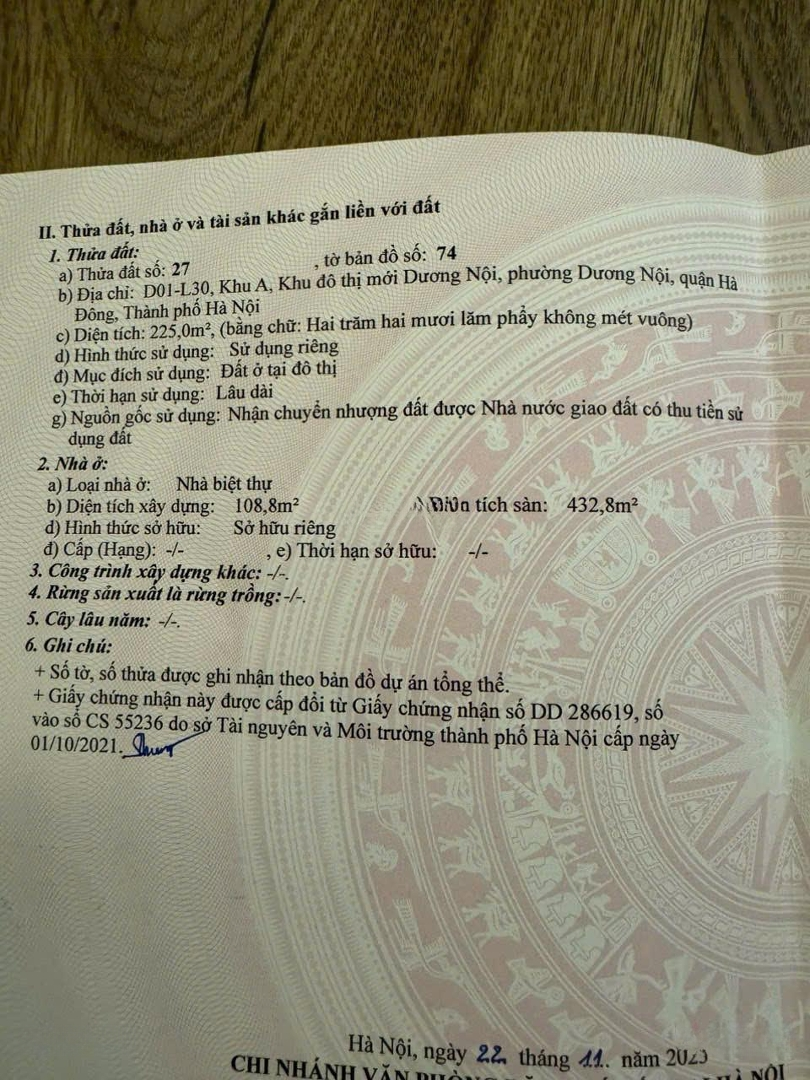 II. Thửa đất, nhà ở và tài sản khác gắn liền với đất
1. Thửa đất:
a) Thửa đất số: 27 , tờ bản đồ số: 74
b) Địa chỉ: D01-L30, Khu A, Khu đô thị mới Dương Nội, phường Dương Nội, quận Hà
Đông, Thành phố Hà Nội
c) Diện tích: 225,0m², (bằng chữ: Hai trăm hai mươi lăm phẩy không mét vuông)
d) Hình thức sử dụng: Sử dụng riêng
đ) Mục đích sử dụng: Đất ở tại đô thị
e) Thời hạn sử dụng: Lâu dài
g) Nguồn gốc sử dụng: Nhận chuyển nhượng đất được Nhà nước giao đất có thu tiền sử
dụng đất
2. Nhà ở:
a) Loại nhà ở: Nhà biệt thự
b) Diện tích xây dựng: 108,8m² tích sàn: 432,8m²
d) Hình thức sở hữu: Sở hữu riêng
đ) Cấp (Hạng): -/- , e) Thời hạn sở hữu: -/-
3. Công trình xây dựng khác: -/-.
4. Rừng sản xuất là rừng trồng: -/-.
5. Cây lâu năm: -/-.
6. Ghi chú:
+ Số tờ, số thửa được ghi nhận theo bản đồ dự án tổng thể.
+ Giấy chứng nhận này được cấp đổi từ Giấy chứng nhận số DD 286619, số
vào sổ CS 55236 do sở Tài nguyên và Môi trường thành phố Hà Nội cấp ngày
01/10/2021.
Hà Nội, ngày 22 tháng 11. năm 2023
CHI NHÁNH VĂN PHÒNG HÀ NỘI